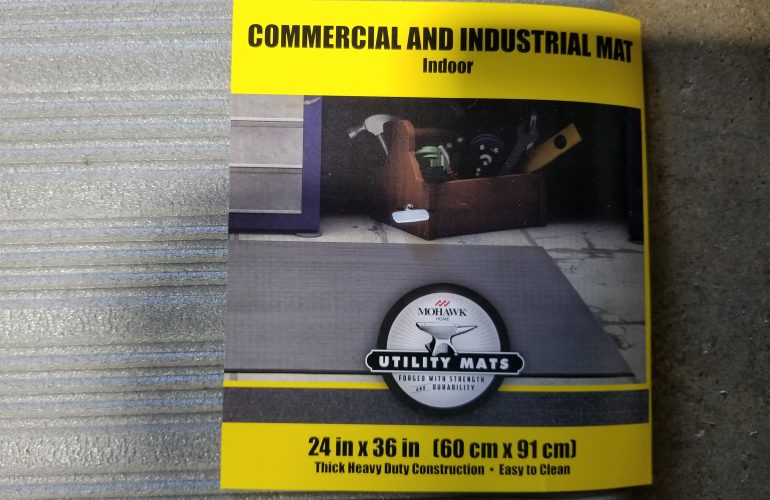 COMMERCIAL AND INDUSTRIAL MAT
Indoor
MOHAWK
HOME
UTILITY MATS
FORGED WITH STRENGTH
AND DURABILITY
24 in x 36 in (60 cm x 91 cm)
Thick Heavy Duty Construction • Easy to Clean